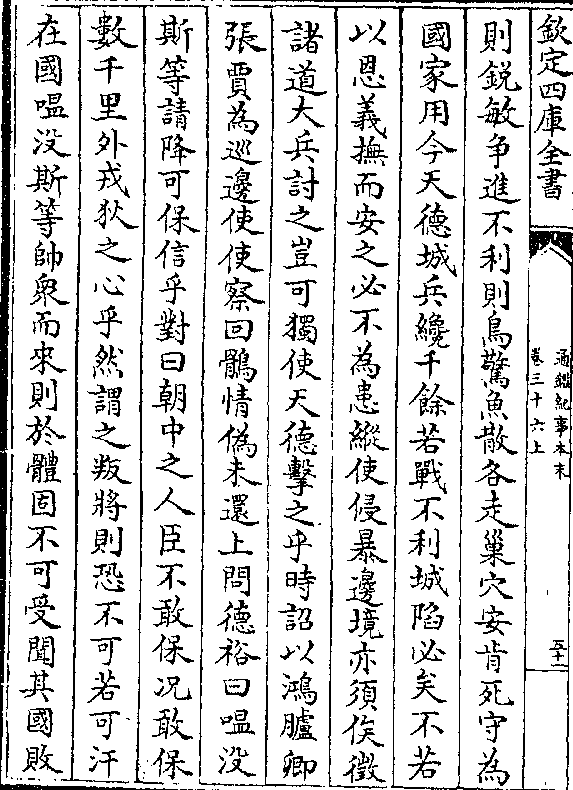 欽定四庫全書
通鑑紀事本末
卷三十六上
五十二
則鋭敏争進不利則鳥驚魚散各走巢穴安肯死守為
國家用今天德城兵纔千餘若戰不利城陷必矣不若
以恩義撫而安之必不為患縱使侵暴邊境亦須俟徴
諸道大兵討之豈可獨使天德擊之乎時詔以鴻臚卿
張賈為巡邊使使察回鶻情偽未還上問德裕曰嗢没
斯等請降可保信乎對曰朝中之人臣不敢保况敢保
數千里外戎狄之心乎然謂之叛將則恐不可若可汗
在國嗢没斯等帥衆而來則於體固不可受聞其國敗